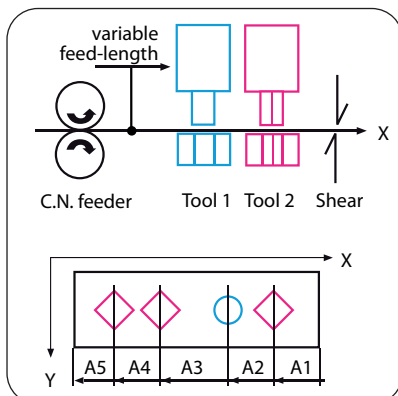 variable
feed-length
X
C.N. feeder
Tool 1
Tool 2
Shear
X
Y
A5
A4
A3
A2
A1